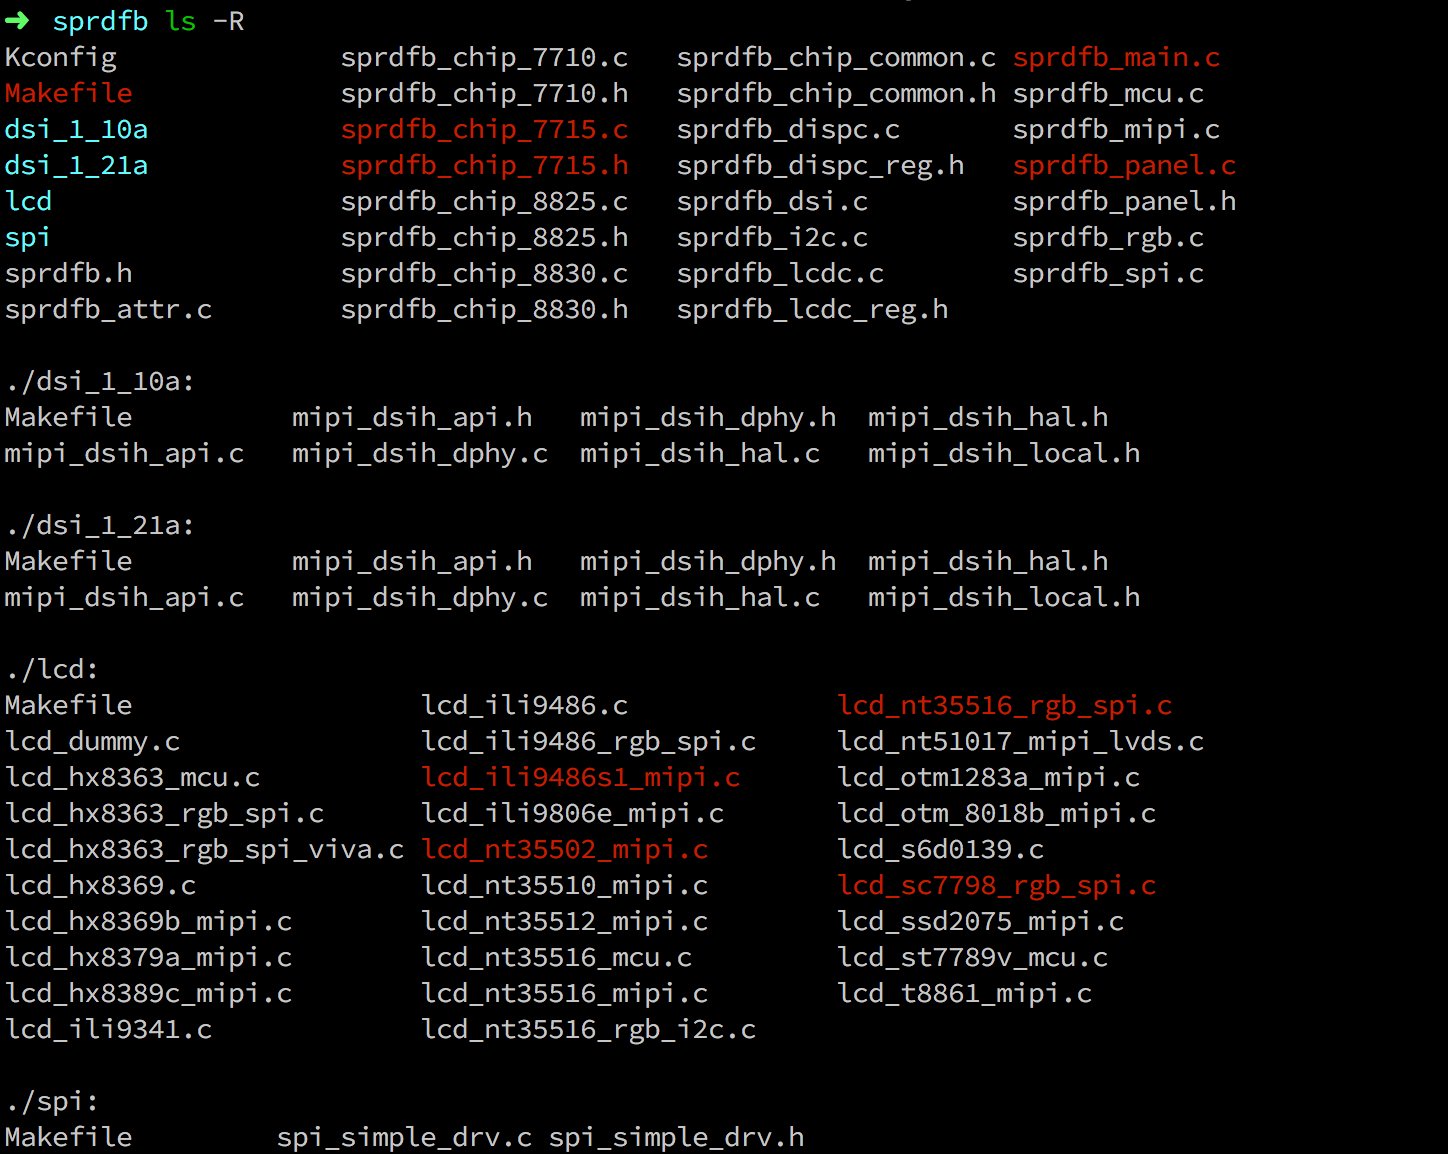 ➜ sprdfb ls -R
Kconfig sprdfb_chip_7710.c sprdfb_chip_common.c sprdfb_main.c
Makefile sprdfb_chip_7710.h sprdfb_chip_common.h sprdfb_mcu.c
dsi_1_10a sprdfb_chip_7715.c sprdfb_dispc.c sprdfb_mipi.c
dsi_1_21a sprdfb_chip_7715.h sprdfb_dispc_reg.h sprdfb_panel.c
lcd sprdfb_chip_8825.c sprdfb_dsi.c sprdfb_panel.h
spi sprdfb_chip_8825.h sprdfb_i2c.c sprdfb_rgb.c
sprdfb.h sprdfb_chip_8830.c sprdfb_lcdc.c sprdfb_spi.c
sprdfb_attr.c sprdfb_chip_8830.h sprdfb_lcdc_reg.h
./dsi_1_10a:
Makefile mipi_dsih_api.h mipi_dsih_dphy.h mipi_dsih_hal.h
mipi_dsih_api.c mipi_dsih_dphy.c mipi_dsih_hal.c mipi_dsih_local.h
./dsi_1_21a:
Makefile mipi_dsih_api.h mipi_dsih_dphy.h mipi_dsih_hal.h
mipi_dsih_api.c mipi_dsih_dphy.c mipi_dsih_hal.c mipi_dsih_local.h
./lcd:
Makefile lcd_ili9486.c lcd_nt35516_rgb_spi.c
lcd_dummy.c lcd_ili9486_rgb_spi.c lcd_nt51017_mipi_lvds.c
lcd_hx8363_mcu.c lcd_ili9486s1_mipi.c lcd_otm1283a_mipi.c
lcd_hx8363_rgb_spi.c lcd_ili9806e_mipi.c lcd_otm_8018b_mipi.c
lcd_hx8363_rgb_spi_viva.c lcd_nt35502_mipi.c lcd_s6d0139.c
lcd_hx8369.c lcd_nt35510_mipi.c lcd_sc7798_rgb_spi.c
lcd_hx8369b_mipi.c lcd_nt35512_mipi.c lcd_ssd2075_mipi.c
lcd_hx8379a_mipi.c lcd_nt35516_mcu.c lcd_st7789v_mcu.c
lcd_hx8389c_mipi.c lcd_nt35516_mipi.c lcd_t8861_mipi.c
lcd_ili9341.c lcd_nt35516_rgb_i2c.c
./spi:
Makefile spi_simple_drv.c spi_simple_drv.h